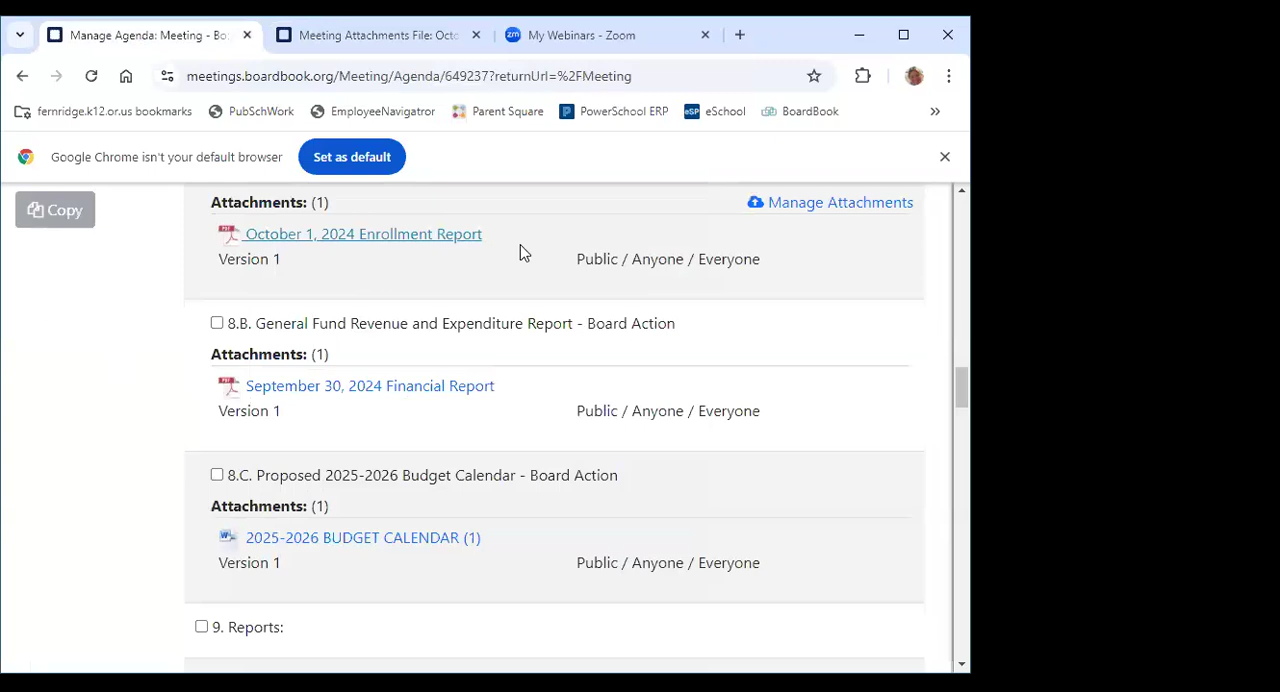 Manage Agenda: Meeting - Bo
Meeting Attachments File: Octo
zm My Webinars - Zoom
meetings.boardbook.org/Meeting/Agenda/649237?returnUrl=%2FMeeting
fernridge.k12.or.us bookmarks
PubSchWork
EmployeeNavigatror
Parent Square
P PowerSchool ERP
eSP eSchool
BoardBook
Google Chrome isn't your default browser
Set as default
Copy
Attachments: (1)
Manage Attachments
October 1, 2024 Enrollment Report
Version 1
Public / Anyone / Everyone
8.B. General Fund Revenue and Expenditure Report - Board Action
Attachments: (1)
September 30, 2024 Financial Report
Version 1
Public / Anyone / Everyone
8.C. Proposed 2025-2026 Budget Calendar - Board Action
Attachments: (1)
2025-2026 BUDGET CALENDAR (1)
Version 1
Public / Anyone / Everyone
9. Reports: